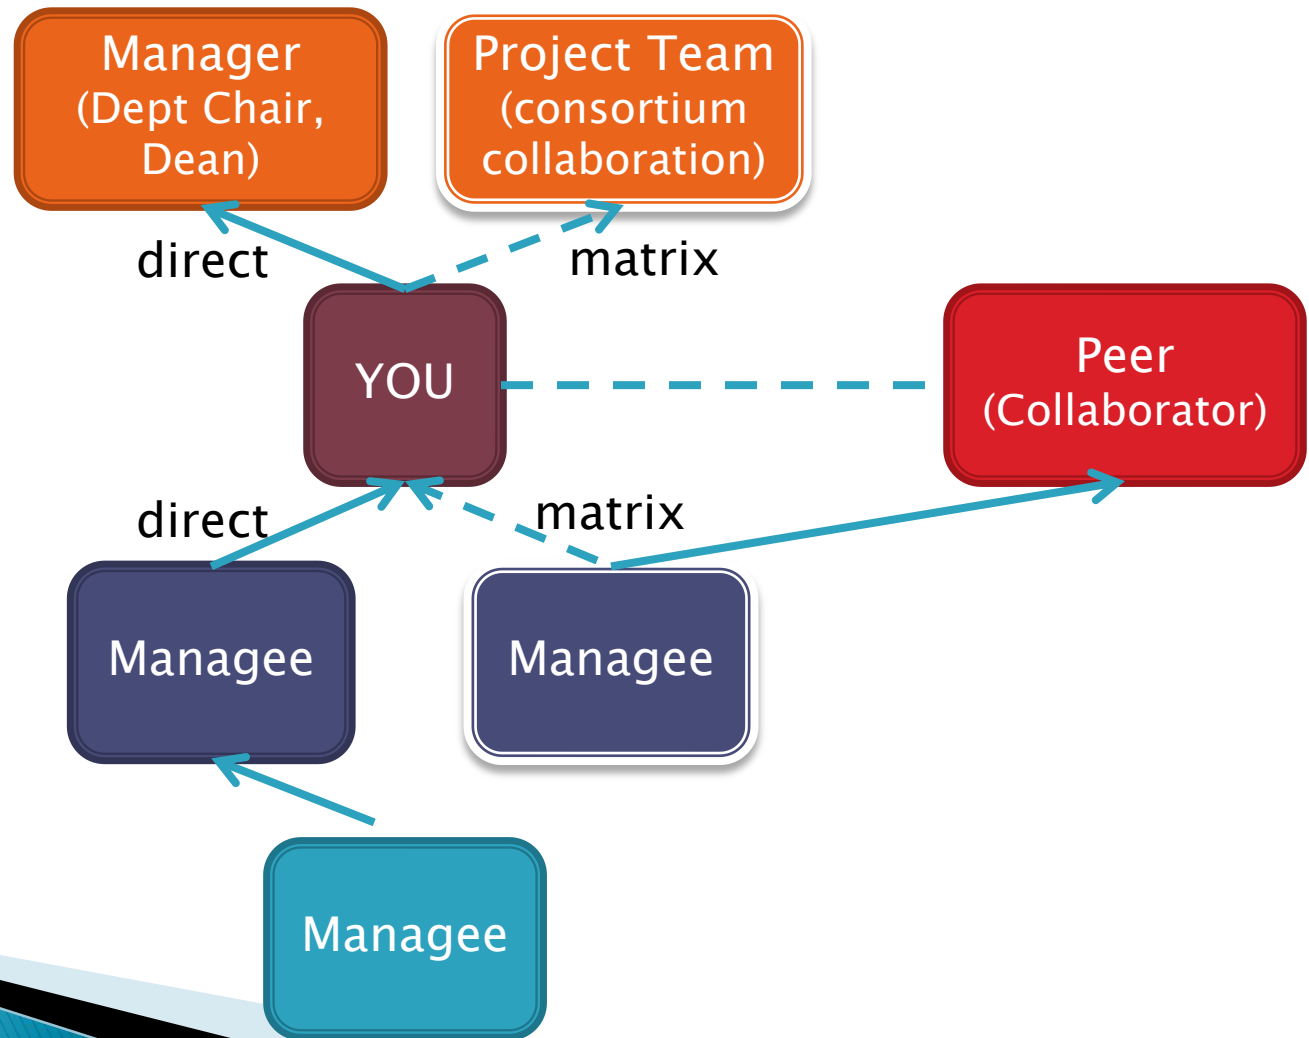 Manager
(Dept Chair,
Dean)
Project Team
(consortium
collaboration)
direct
matrix
YOU
Peer
(Collaborator)
direct
matrix
Managee
Managee
Managee